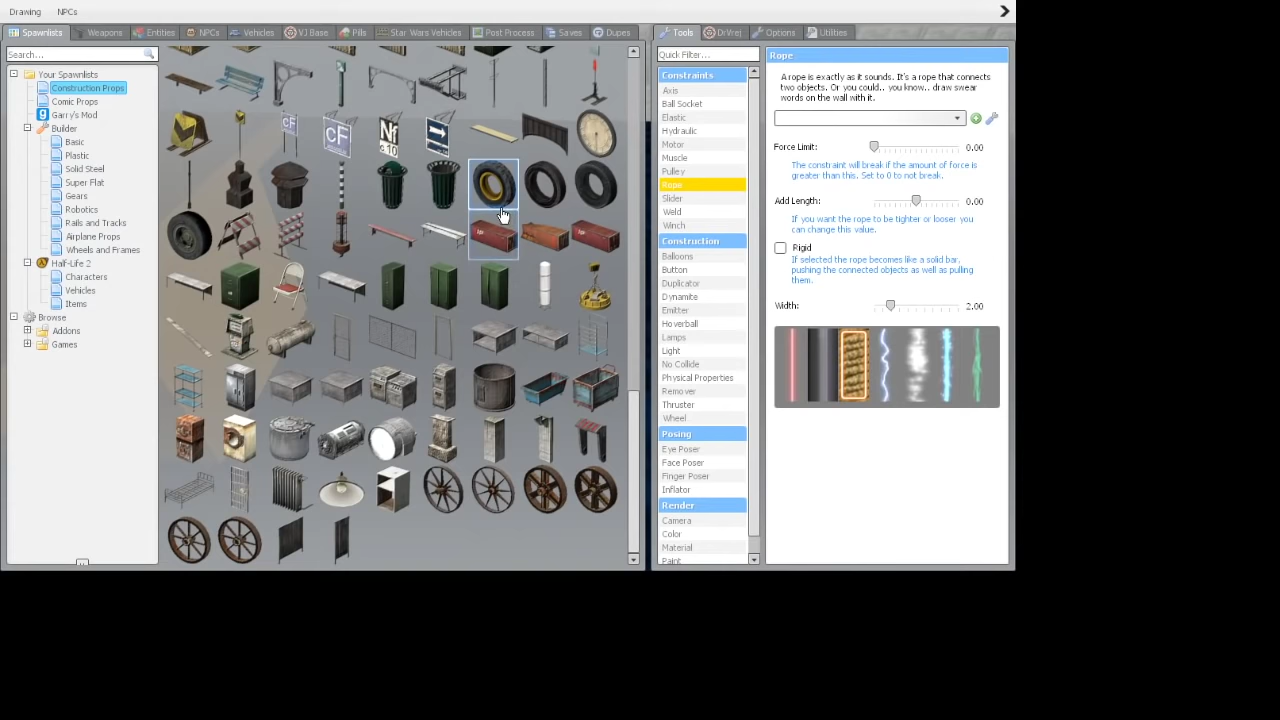 Drawing NPCs
Spawnlists Weapons Entities NPCs Vehicles VJ Base Pills Star Wars Vehicles Post Process Saves Dupes
Search...
Your Spawnlists
Construction Props
Comic Props
Garry's Mod
Builder
Basic
Plastic
Solid Steel
Super Flat
Gears
Robotics
Rails and Tracks
Airplane Props
Wheels and Frames
Half-Life 2
Characters
Vehicles
Items
Browse
Addons
Games
cF
cF
Nf
c10
Tools DrVrej Options Utilities
Quick Filter...
Constraints
Axis
Ball Socket
Elastic
Hydraulic
Motor
Muscle
Pulley
Rope
Slider
Weld
Winch
Construction
Balloons
Button
Duplicator
Dynamite
Emitter
Hoverball
Lamps
Light
No Collide
Physical Properties
Remover
Thruster
Wheel
Posing
Eye Poser
Face Poser
Finger Poser
Inflator
Render
Camera
Color
Material
Paint
Rope
A rope is exactly as it sounds. It's a rope that connects
two objects. Or you could.. you know.. draw swear
words on the wall with it.
Force Limit: 0.00
The constraint will break if the amount of force is
greater than this. Set to 0 to not break.
Add Length: 0.00
If you want the rope to be tighter or looser you
can change this value.
Rigid
If selected the rope becomes like a solid bar,
pushing the connected objects as well as pulling
them.
Width: 2.00